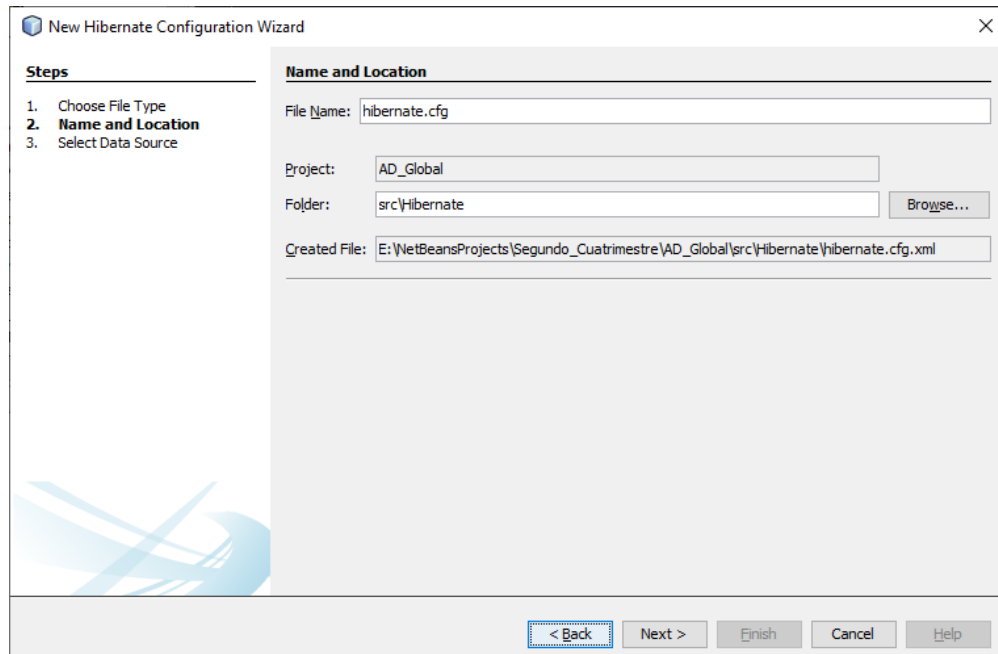 New Hibernate Configuration Wizard
Steps
1. Choose File Type
2. Name and Location
3. Select Data Source
Name and Location
File Name: hibernate.cfg
Project: AD_Global
Folder: src\Hibernate Browse...
Created File: E:\NetBeansProjects\Segundo_Cuatrimestre\AD_Global\src\Hibernate\hibernate.cfg.xml
< Back Next > Finish Cancel Help